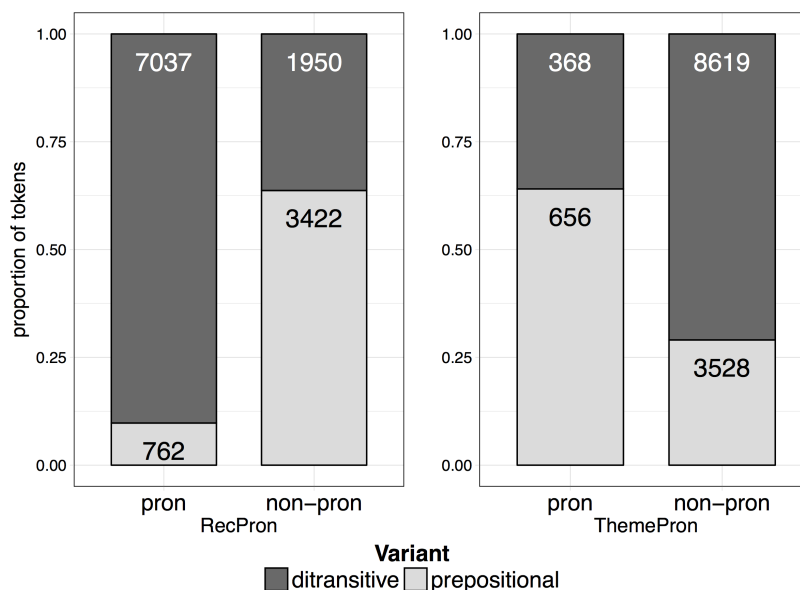 proportion of tokens
1.00
0.75
0.50
0.25
0.00
7037
1950
3422
762
pron non−pron
RecPron
1.00
0.75
0.50
0.25
0.00
368
8619
656
3528
pron non−pron
ThemePron
Variant
ditransitive prepositional